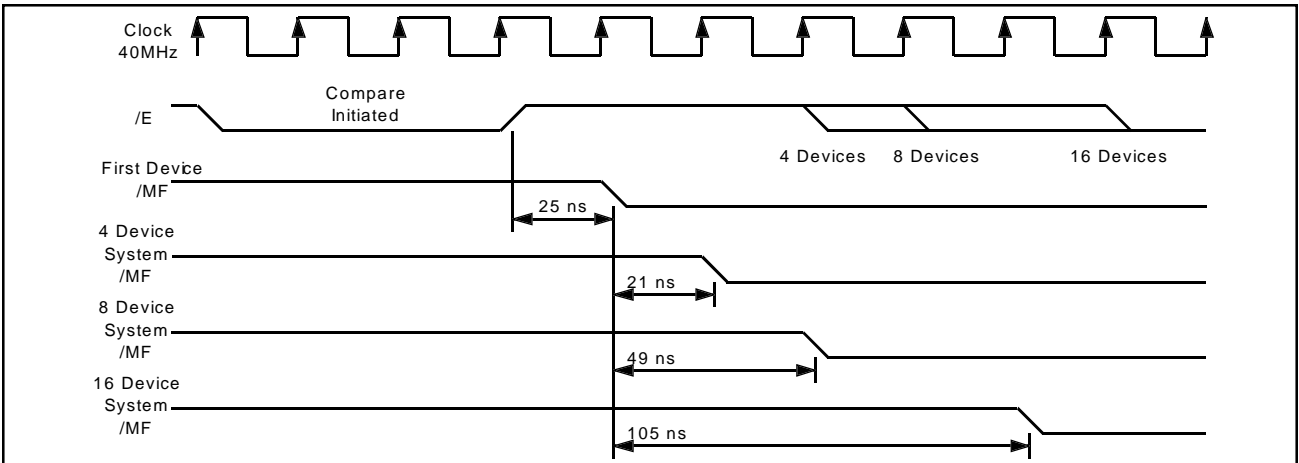 Clock
40MHz
/E
Compare
Initiated
4 Devices
8 Devices
16 Devices
First Device
/MF
25 ns
4 Device
System
/MF
21 ns
8 Device
System
/MF
49 ns
16 Device
System
/MF
105 ns